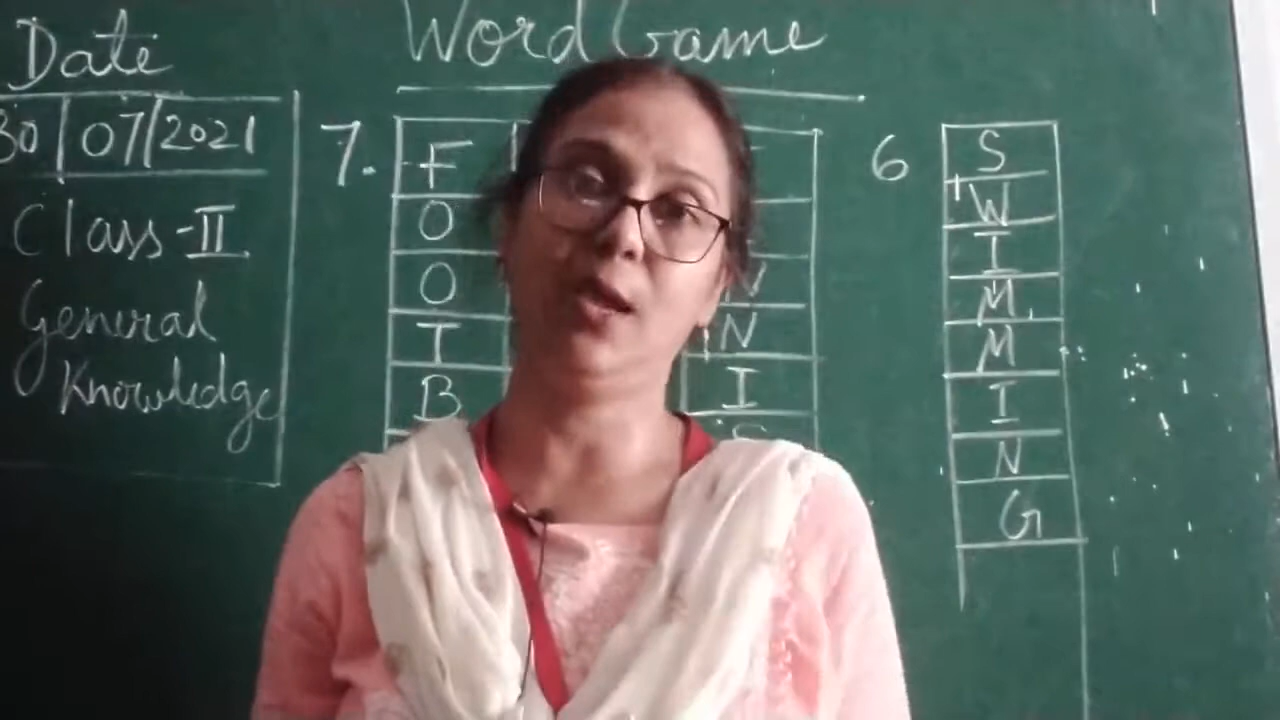 Date
30/07/2021
Class-II
General
Knowledge
Word Game
7.
F
O
O
T
B
N
N
I
S
6
S
W
I
M
M
I
N
G